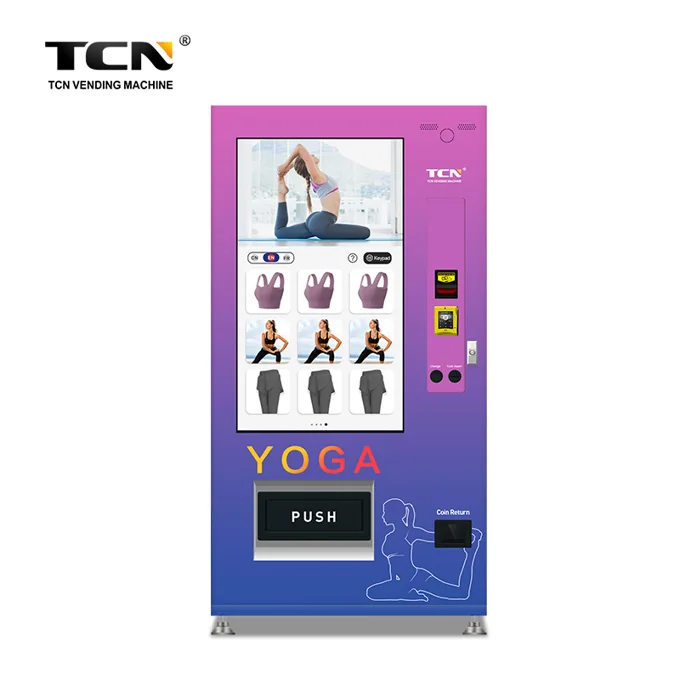 TCN®
TCN VENDING MACHINE
TCN®
TCN VENDING MACHINE
CN EN FR
? Keypad
YOGA
PUSH
Coin Return